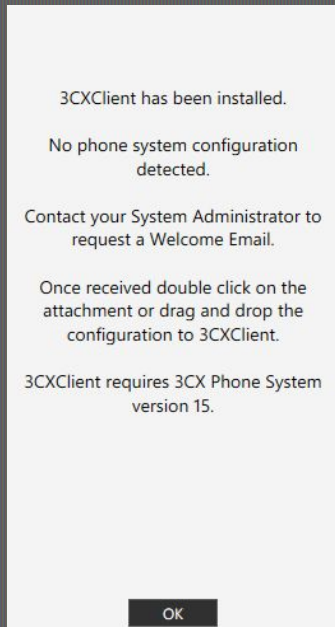 3CXClient has been installed.
No phone system configuration
detected.
Contact your System Administrator to
request a Welcome Email.
Once received double click on the
attachment or drag and drop the
configuration to 3CXClient.
3CXClient requires 3CX Phone System
version 15.
OK